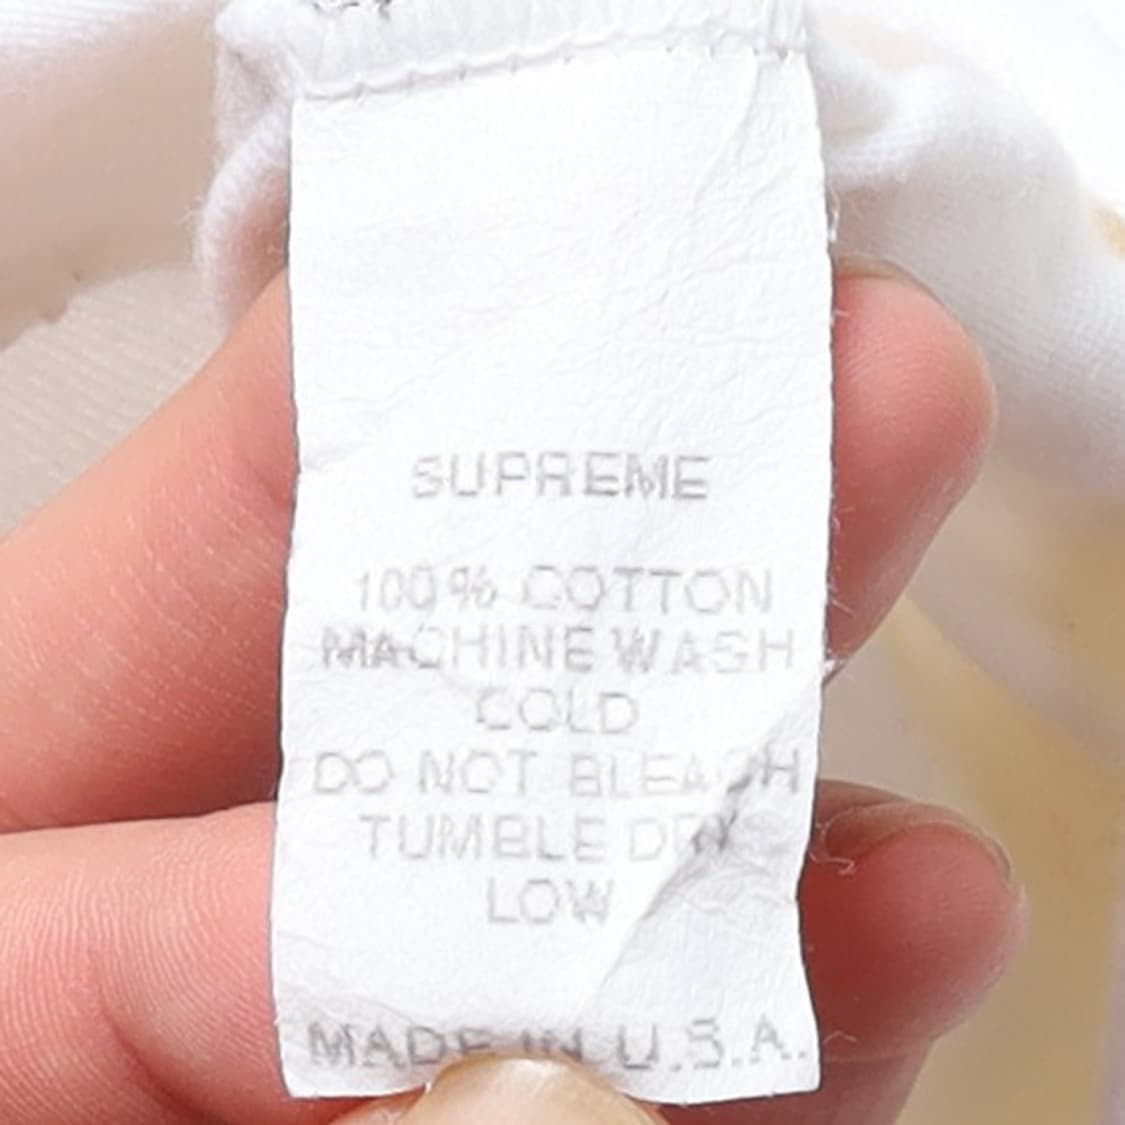 SUPREME
100% COTTON
MACHINE WASH
COLD
DO NOT BLEACH
TUMBLE DRY
LOW
MADE IN U.S.A.